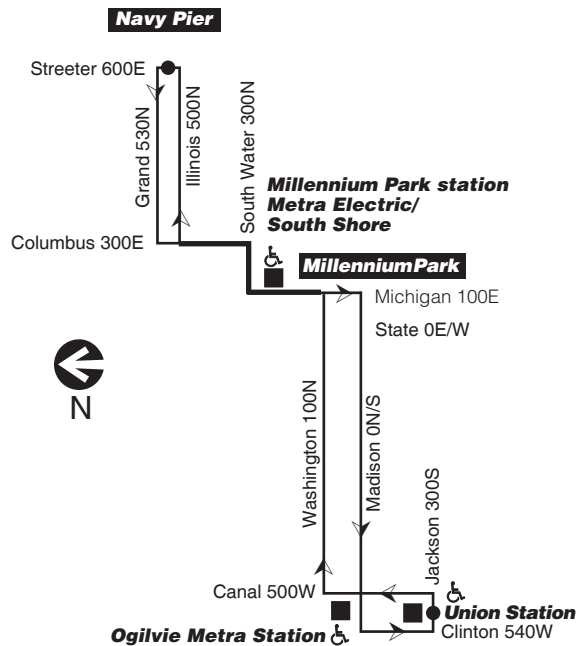 Navy Pier
Streeter 600E
Grand 530N
Illinois 500N
South Water 300N
Millennium Park station
Metra Electric/
South Shore
Columbus 300E
MillenniumPark
Michigan 100E
State 0E/W
N
Washington 100N
Madison 0N/S
Jackson 300S
Canal 500W
Union Station
Ogilvie Metra Station
Clinton 540W